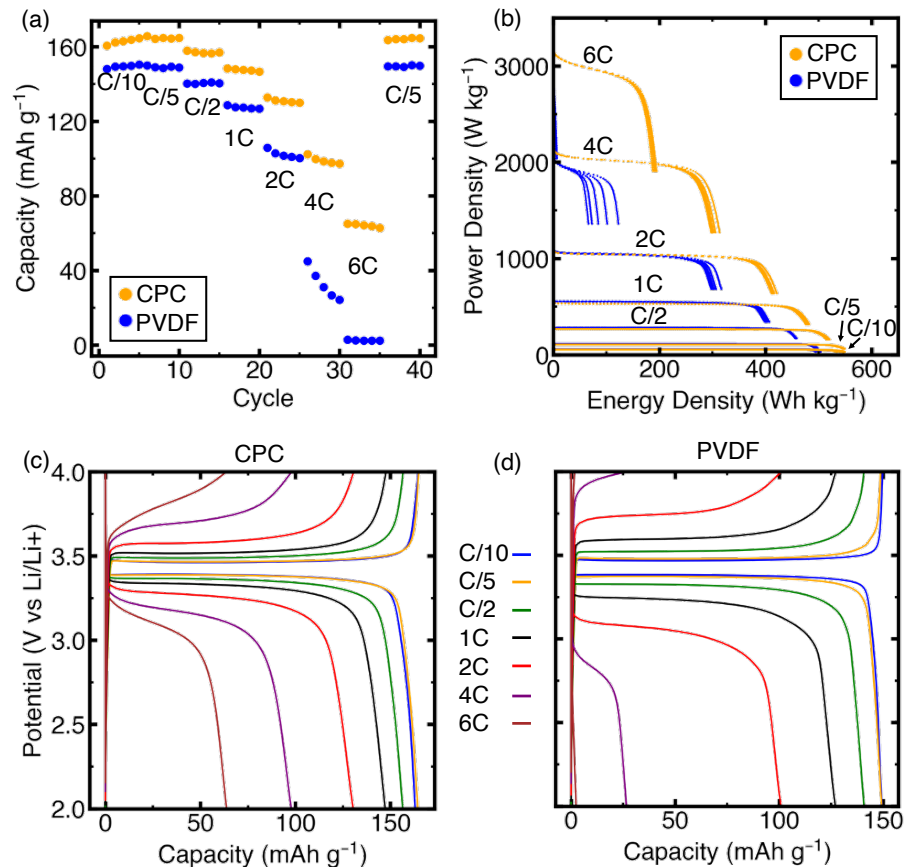 (a)
160
120
80
40
0
Capacity (mAh g⁻¹)
C/10
C/5
C/2
1C
2C
4C
6C
C/5
CPC
PVDF
0 10 20 30 40
Cycle
(b)
3000
2000
1000
0
Power Density (W kg⁻¹)
6C
4C
2C
1C
C/2
C/5
C/10
CPC
PVDF
0 200 400 600
Energy Density (Wh kg⁻¹)
(c)
CPC
4.0
3.5
3.0
2.5
2.0
Potential (V vs Li/Li+)
0 50 100 150
Capacity (mAh g⁻¹)
C/10
C/5
C/2
1C
2C
4C
6C
(d)
PVDF
0 50 100 150
Capacity (mAh g⁻¹)